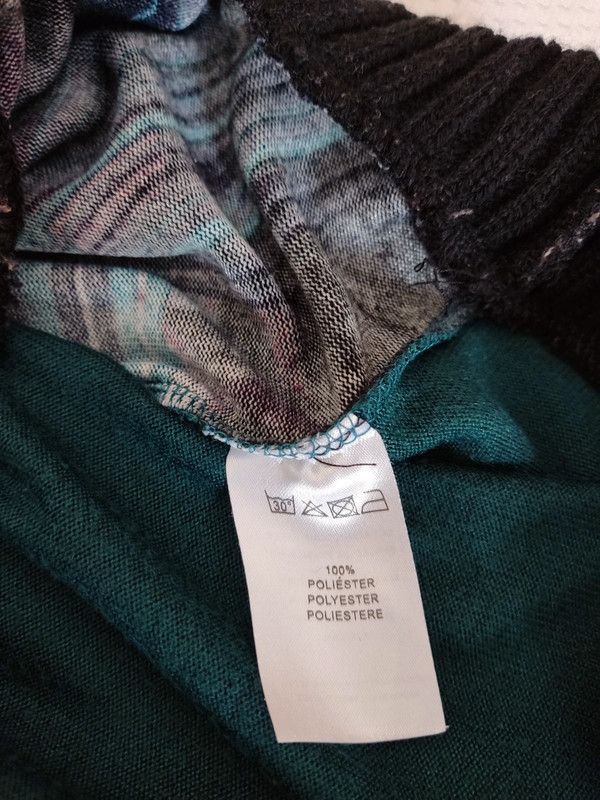 30°
100%
POLIÉSTER
POLYESTER
POLIESTERE